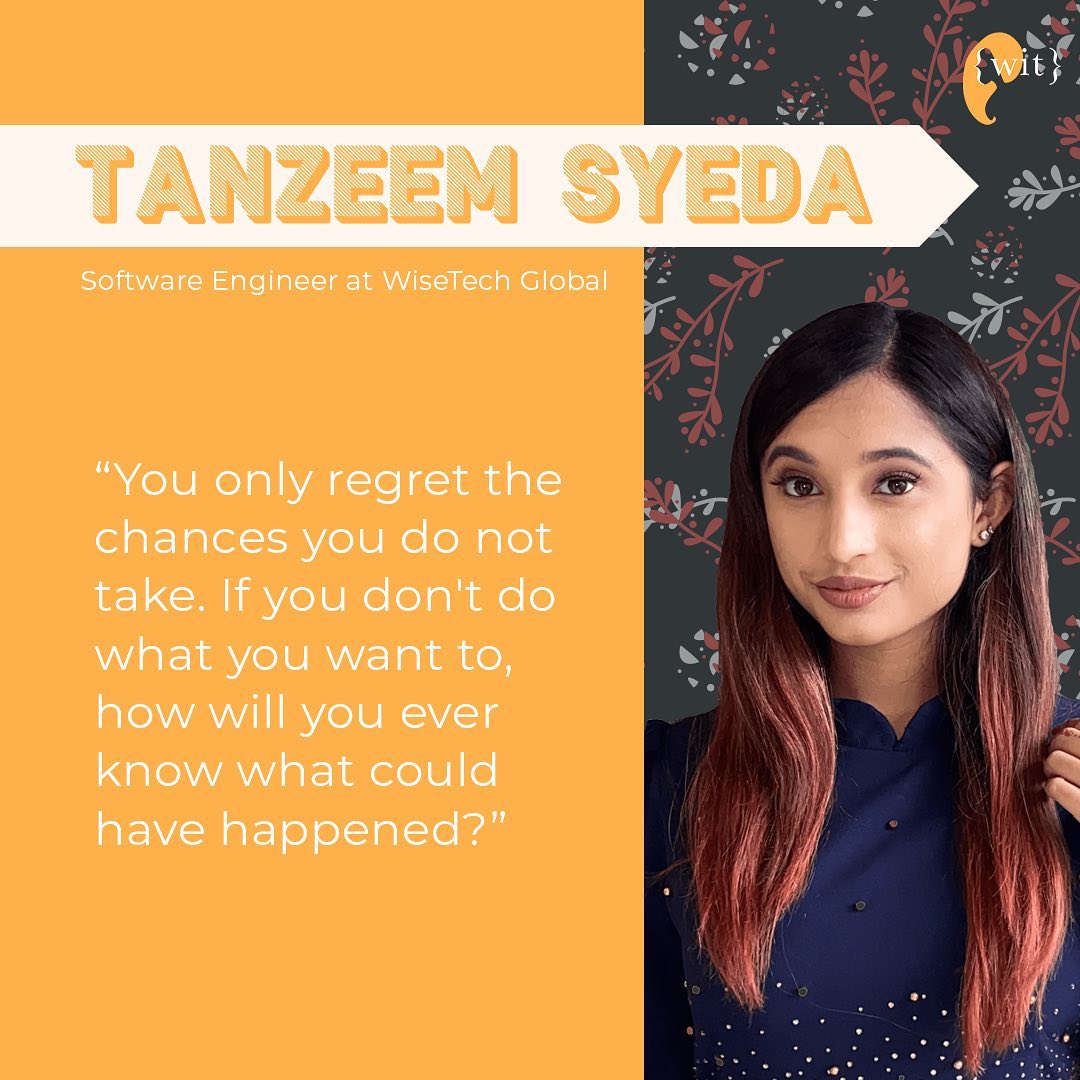 {wit}
TANZEEM SYEDA
Software Engineer at WiseTech Global
“You only regret the
chances you do not
take. If you don't do
what you want to,
how will you ever
know what could
have happened?”